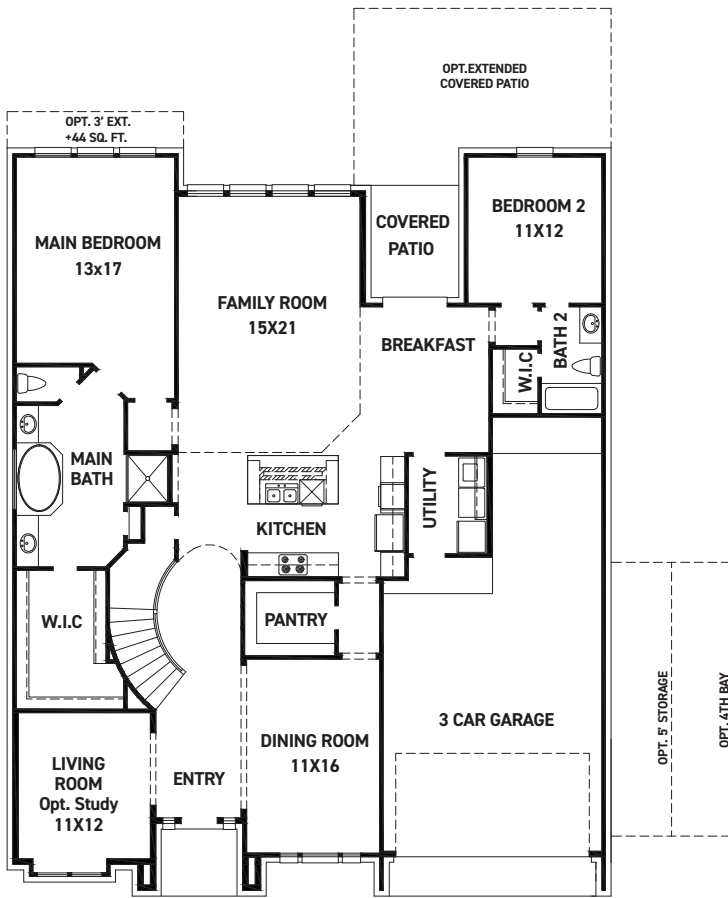 OPT.EXTENDED
COVERED PATIO
OPT. 3' EXT.
+44 SQ. FT.
MAIN BEDROOM
13x17
FAMILY ROOM
15X21
COVERED
PATIO
BEDROOM 2
11X12
BREAKFAST
BATH 2
W.I.C
MAIN
BATH
UTILITY
KITCHEN
W.I.C
PANTRY
LIVING
ROOM
Opt. Study
11X12
ENTRY
DINING ROOM
11X16
3 CAR GARAGE
OPT. 5' STORAGE
OPT. 4TH BAY